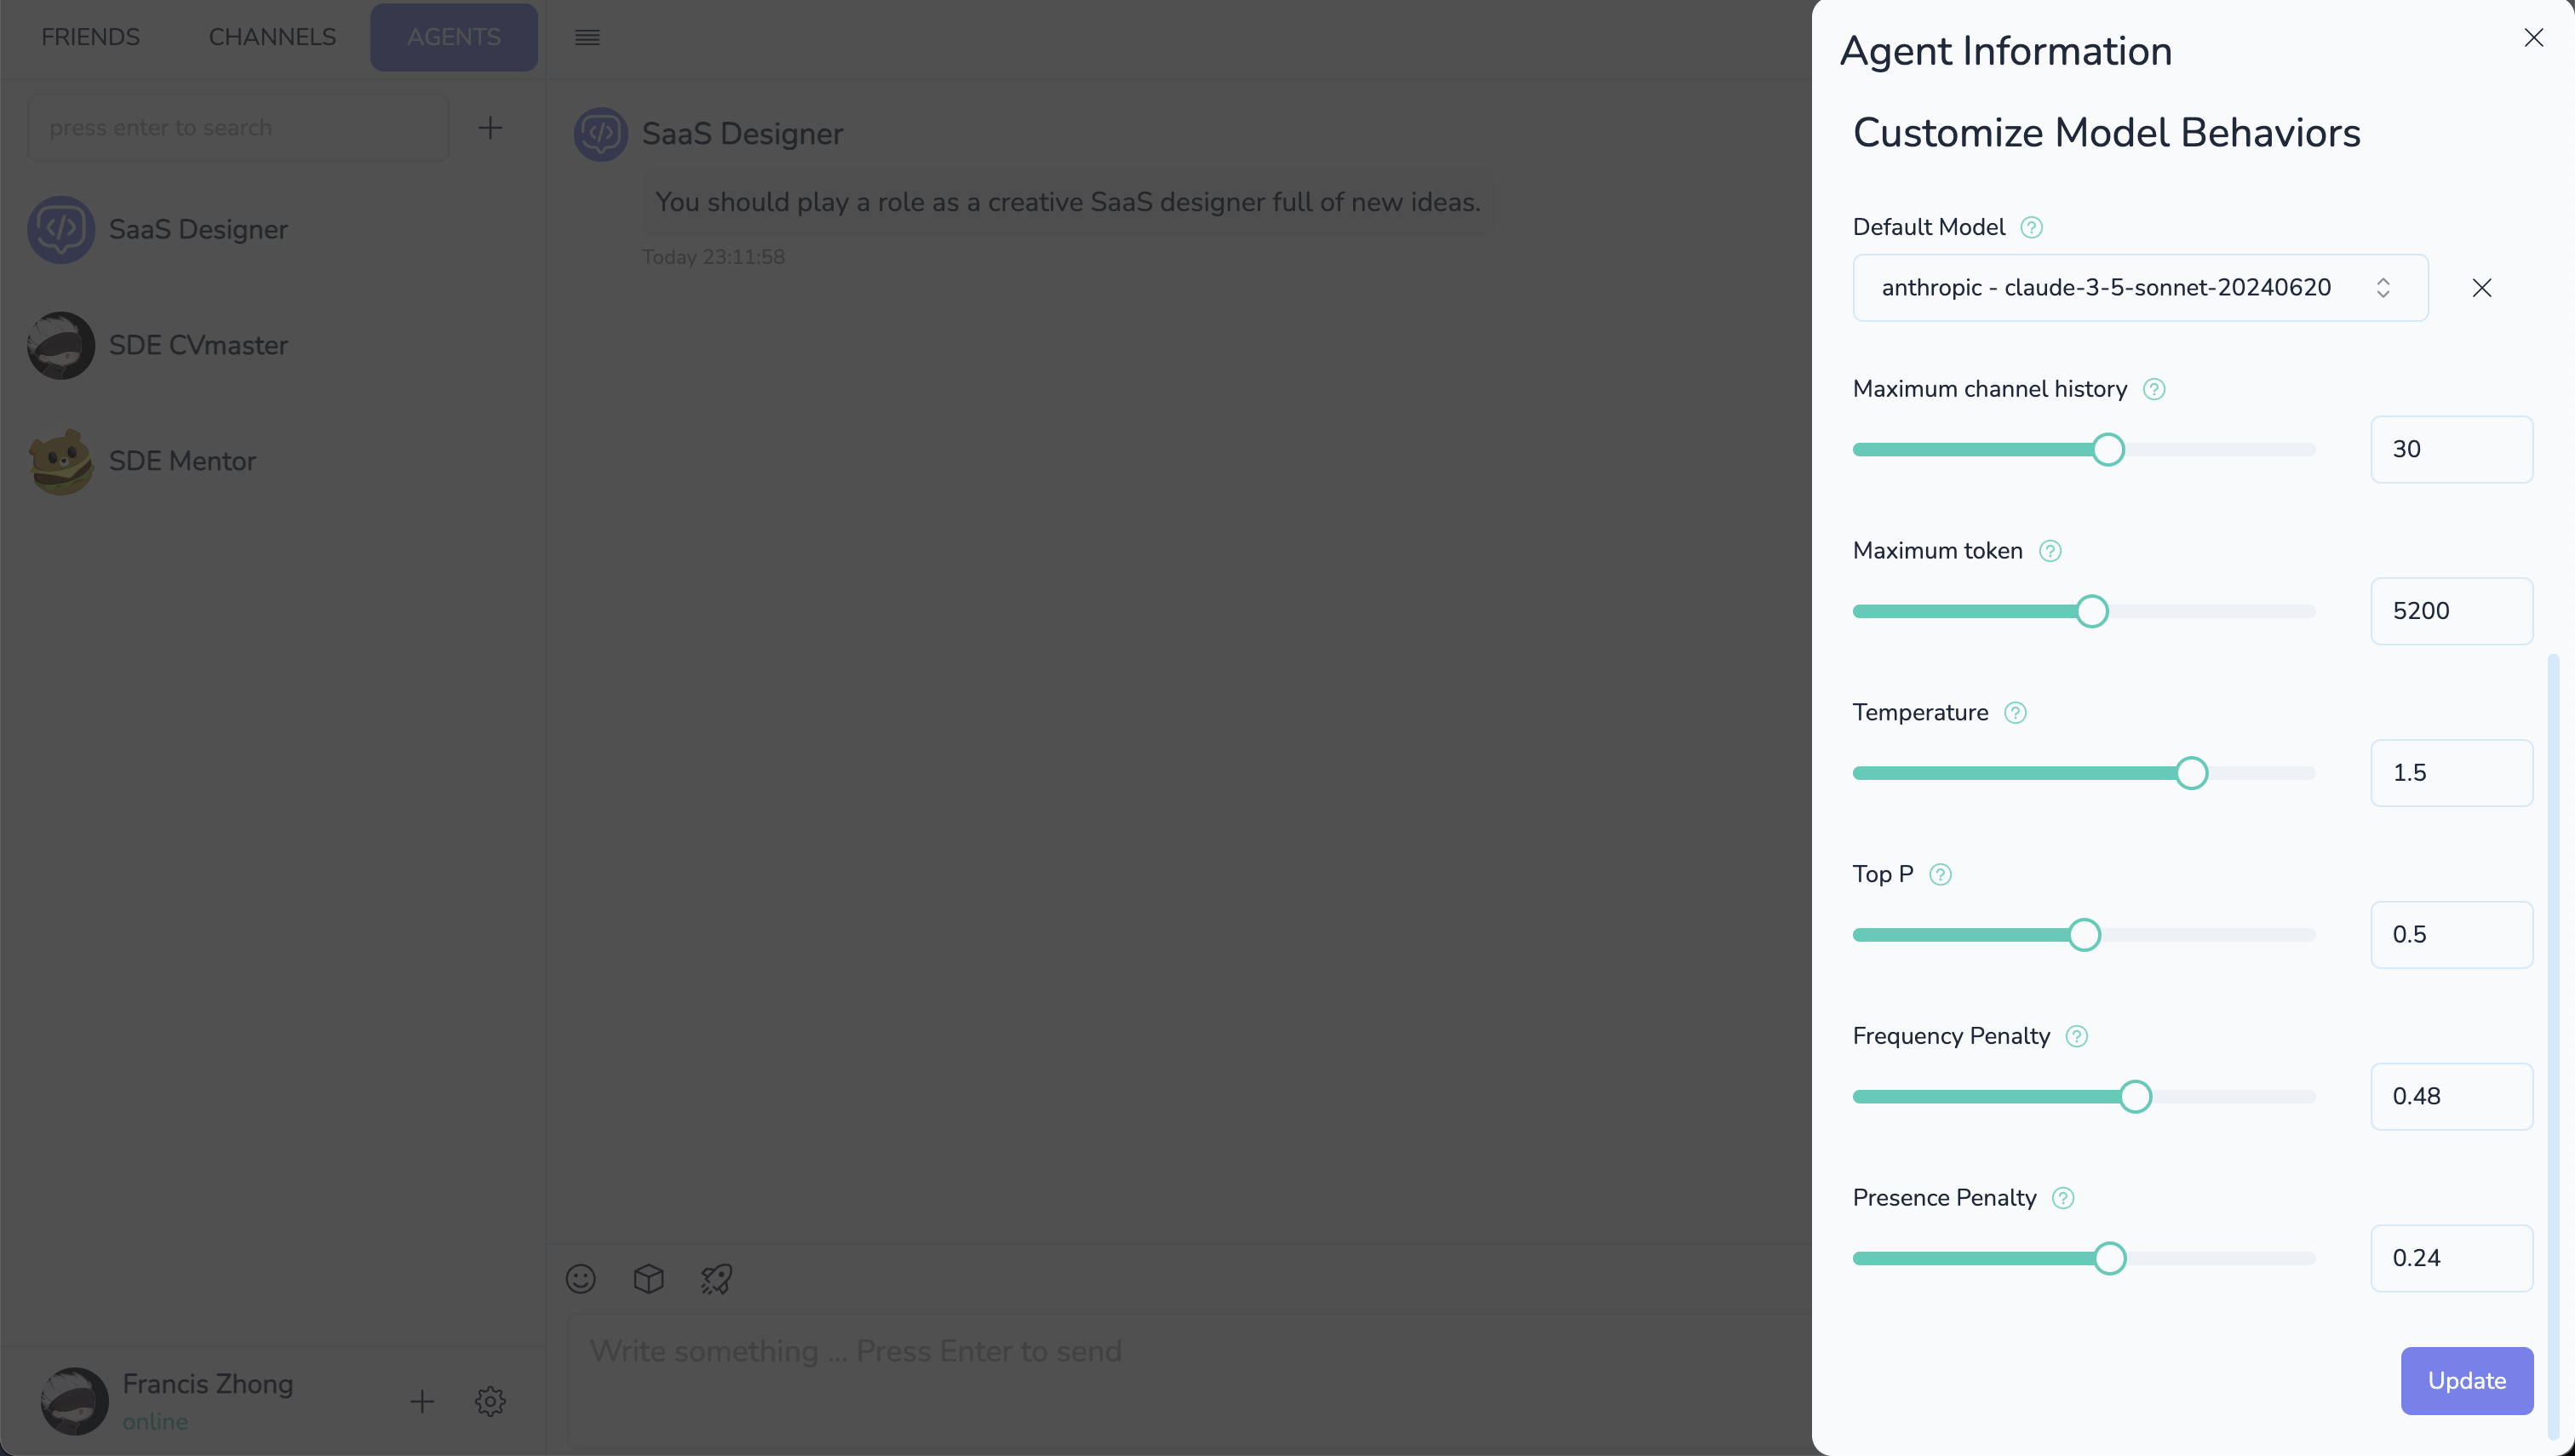 FRIENDS
CHANNELS
AGENTS
press enter to search
SaaS Designer
SDE CVmaster
SDE Mentor
Francis Zhong
online
SaaS Designer
You should play a role as a creative SaaS designer full of new ideas.
Today 23:11:58
Write something ... Press Enter to send
Agent Information
Customize Model Behaviors
Default Model
anthropic - claude-3-5-sonnet-20240620
Maximum channel history
30
Maximum token
5200
Temperature
1.5
Top P
0.5
Frequency Penalty
0.48
Presence Penalty
0.24
Update